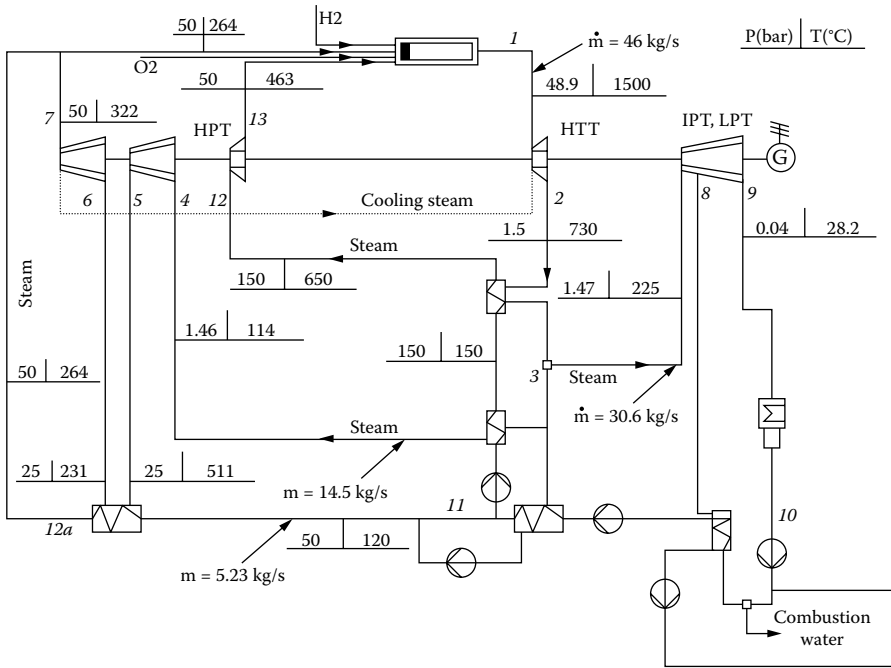 H2
50 264
1
ṁ = 46 kg/s
P(bar) T(°C)
O2
50 463
48.9 1500
7
50 322
13
HPT
HTT
IPT, LPT
G
6
5
4
12
Cooling steam
2
8
9
Steam
1.5 730
0.04 28.2
Steam
150 650
1.47 225
1.46 114
150 150
3
Steam
50 264
ṁ = 30.6 kg/s
Steam
25 231
25 511
m = 14.5 kg/s
12a
11
10
50 120
m = 5.23 kg/s
Combustion
water